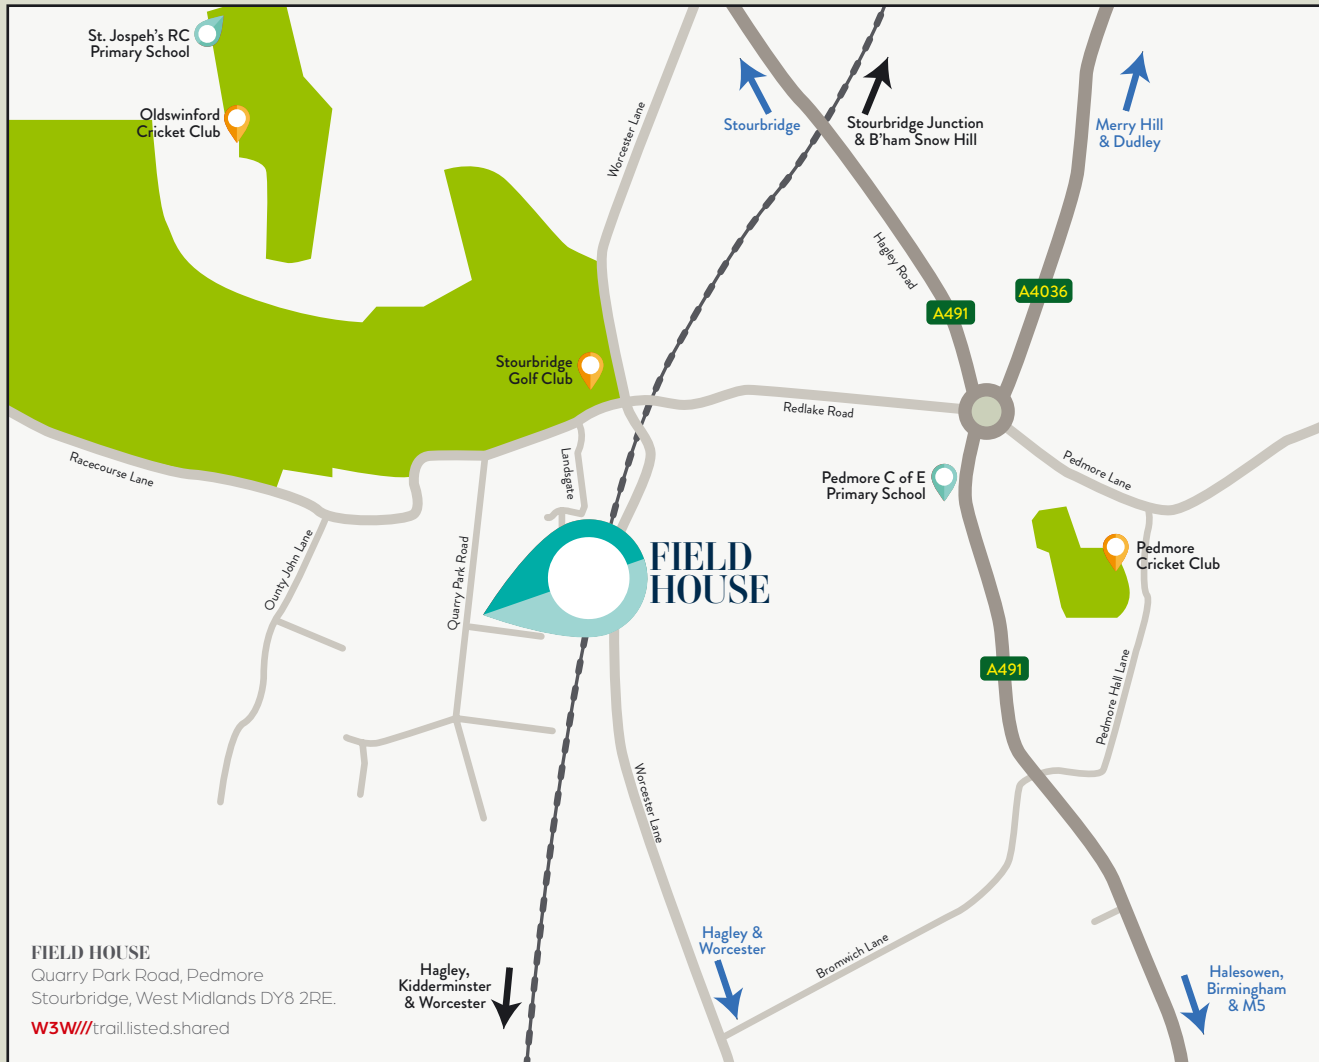 St. Jospeh's RC
Primary School
Oldswinford
Cricket Club
Worcester Lane
Stourbridge
Stourbridge Junction
& B'ham Snow Hill
Merry Hill
& Dudley
Hagley Road
A4036
A491
Stourbridge
Golf Club
Redlake Road
Racecourse Lane
Landsgate
Pedmore Lane
Pedmore C of E
Primary School
Pedmore
Cricket Club
Ounty John Lane
Quarry Park Road
FIELD
HOUSE
A491
Pedmore Hall Lane
Worcester Lane
Hagley &
Worcester
Bromwich Lane
Hagley,
Kidderminster
& Worcester
Halesowen,
Birmingham
& M5
FIELD HOUSE
Quarry Park Road, Pedmore
Stourbridge, West Midlands DY8 2RE.
W3W///trail.listed.shared